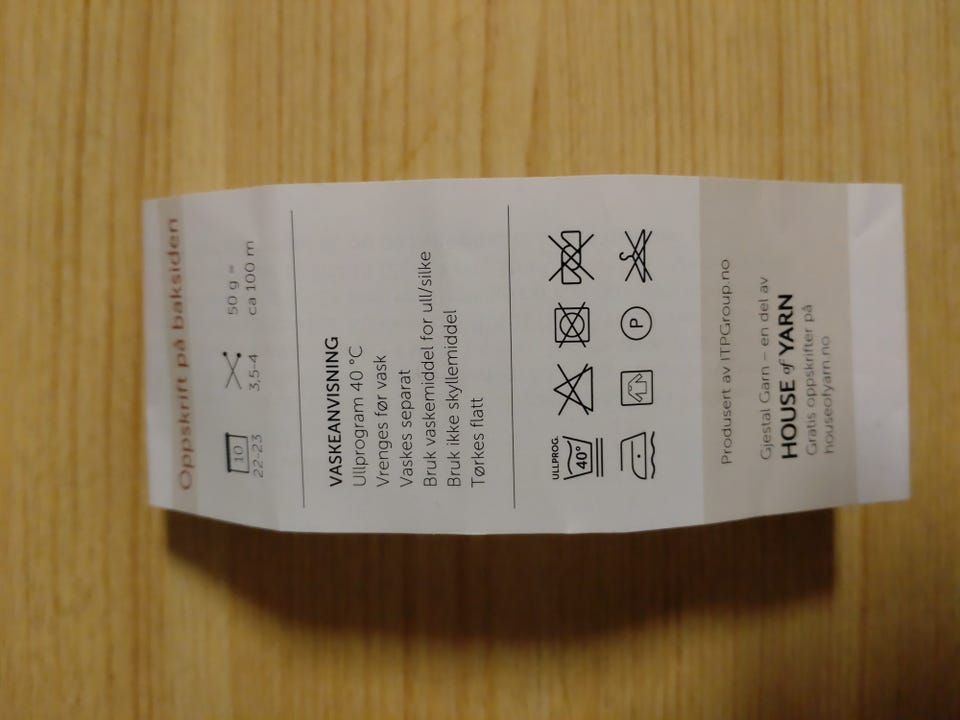 Oppskrift på baksiden
10
22-23
3,5-4
50 g =
ca 100 m
VASKEANVISNING
Ullprogram 40 °C
Vrenges før vask
Vaskes separat
Bruk vaskemiddel for ull/silke
Bruk ikke skyllemiddel
Tørkes flatt
ULLPROG.
40°
P
Produsert av ITPGroup.no
Gjestal Garn – en del av
HOUSE of YARN
Gratis oppskrifter på
houseofyarn.no